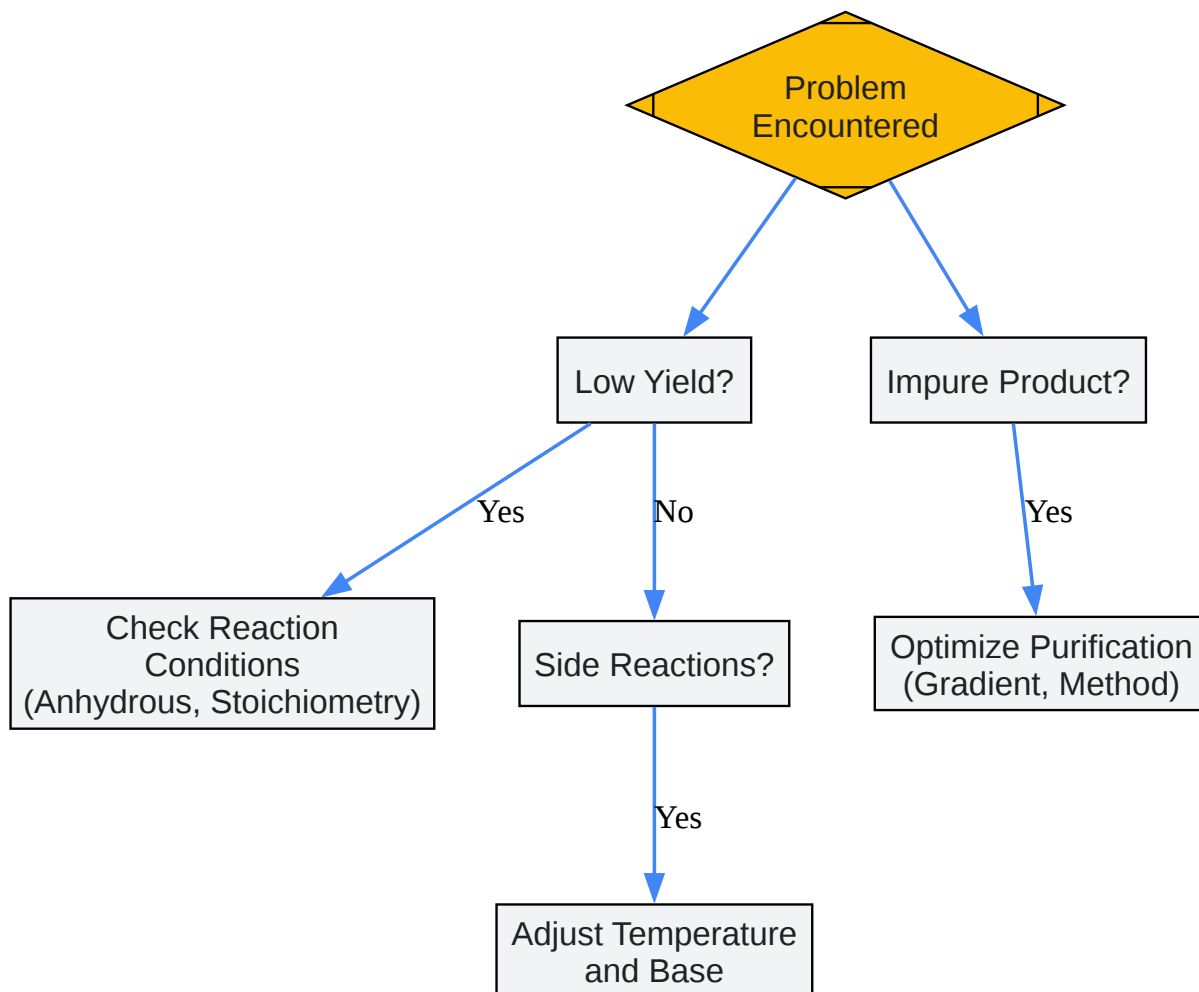 Problem
Encountered
Low Yield?
Impure Product?
Yes
No
Yes
Check Reaction
Conditions
(Anhydrous, Stoichiometry)
Side Reactions?
Optimize Purification
(Gradient, Method)
Yes
Adjust Temperature
and Base